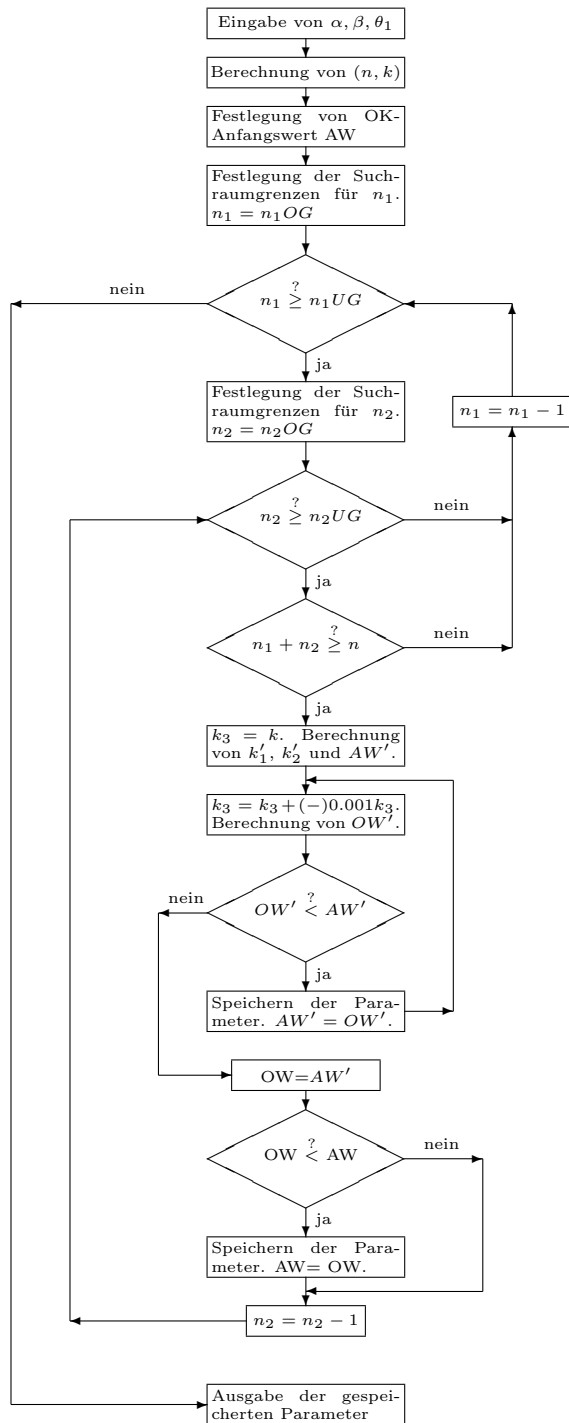 Eingabe von α, β, θ₁
Berechnung von (n, k)
Festlegung von OK-
Anfangswert AW
Festlegung der Such-
raumgrenzen für n₁.
n₁ = n₁OG
?
n₁ ≥ n₁UG
nein
ja
Festlegung der Such-
raumgrenzen für n₂.
n₂ = n₂OG
n₁ = n₁ − 1
?
n₂ ≥ n₂UG
nein
ja
?
n₁ + n₂ ≥ n
nein
ja
k₃ = k. Berechnung
von k′₁, k′₂ und AW′.
k₃ = k₃+(−)0.001k₃.
Berechnung von OW′.
nein
?
OW′ < AW′
ja
Speichern der Para-
meter. AW′ = OW′.
OW=AW′
?
OW < AW
nein
ja
Speichern der Para-
meter. AW= OW.
n₂ = n₂ − 1
Ausgabe der gespei-
cherten Parameter